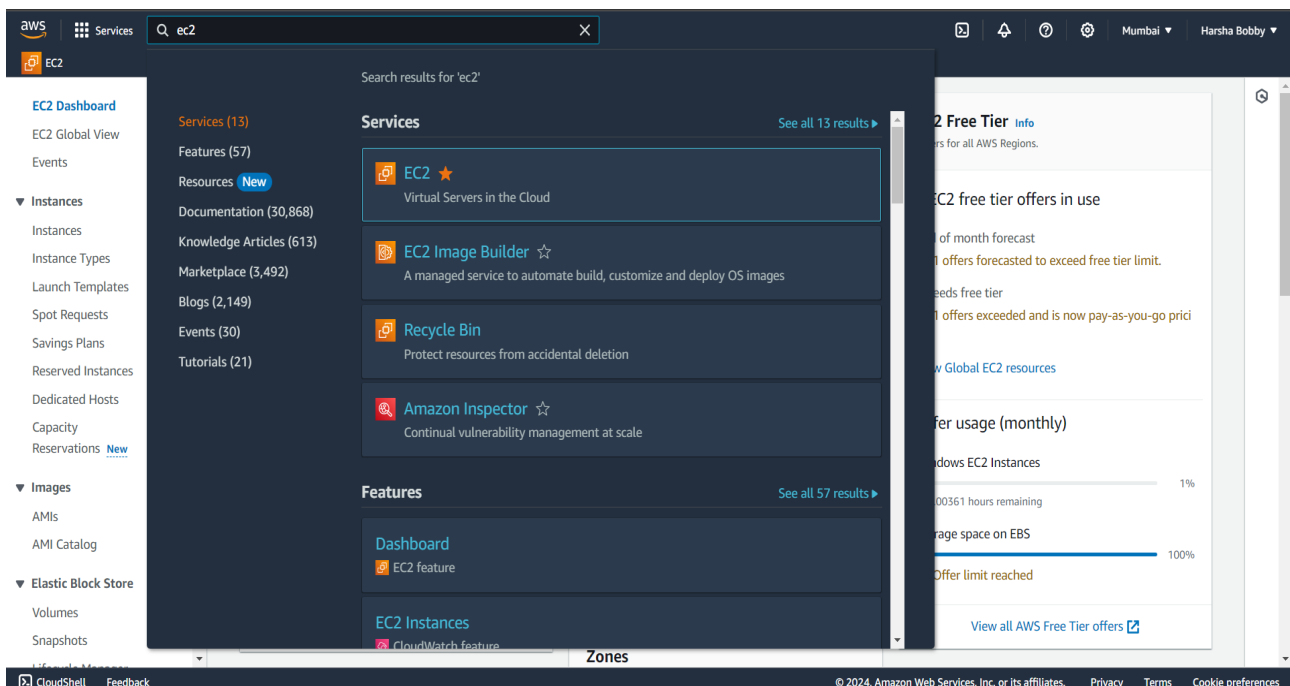 aws
Services
ec2
Mumbai ▼
Harsha Bobby ▼
EC2
EC2 Dashboard
EC2 Global View
Events
▼ Instances
Instances
Instance Types
Launch Templates
Spot Requests
Savings Plans
Reserved Instances
Dedicated Hosts
Capacity
Reservations New
▼ Images
AMIs
AMI Catalog
▼ Elastic Block Store
Volumes
Snapshots
Lifecycle Manager
Search results for 'ec2'
Services (13)
Features (57)
Resources New
Documentation (30,868)
Knowledge Articles (613)
Marketplace (3,492)
Blogs (2,149)
Events (30)
Tutorials (21)
Services
See all 13 results ▶
EC2
Virtual Servers in the Cloud
EC2 Image Builder
A managed service to automate build, customize and deploy OS images
Recycle Bin
Protect resources from accidental deletion
Amazon Inspector
Continual vulnerability management at scale
Features
See all 57 results ▶
Dashboard
EC2 feature
EC2 Instances
CloudWatch feature
Zones
2 Free Tier Info
ers for all AWS Regions.
EC2 free tier offers in use
of month forecast
1 offers forecasted to exceed free tier limit.
eeds free tier
1 offers exceeded and is now pay-as-you-go prici
w Global EC2 resources
fer usage (monthly)
ndows EC2 Instances
1%
00361 hours remaining
rage space on EBS
100%
Offer limit reached
View all AWS Free Tier offers
CloudShell
Feedback
© 2024, Amazon Web Services, Inc. or its affiliates.
Privacy
Terms
Cookie preferences